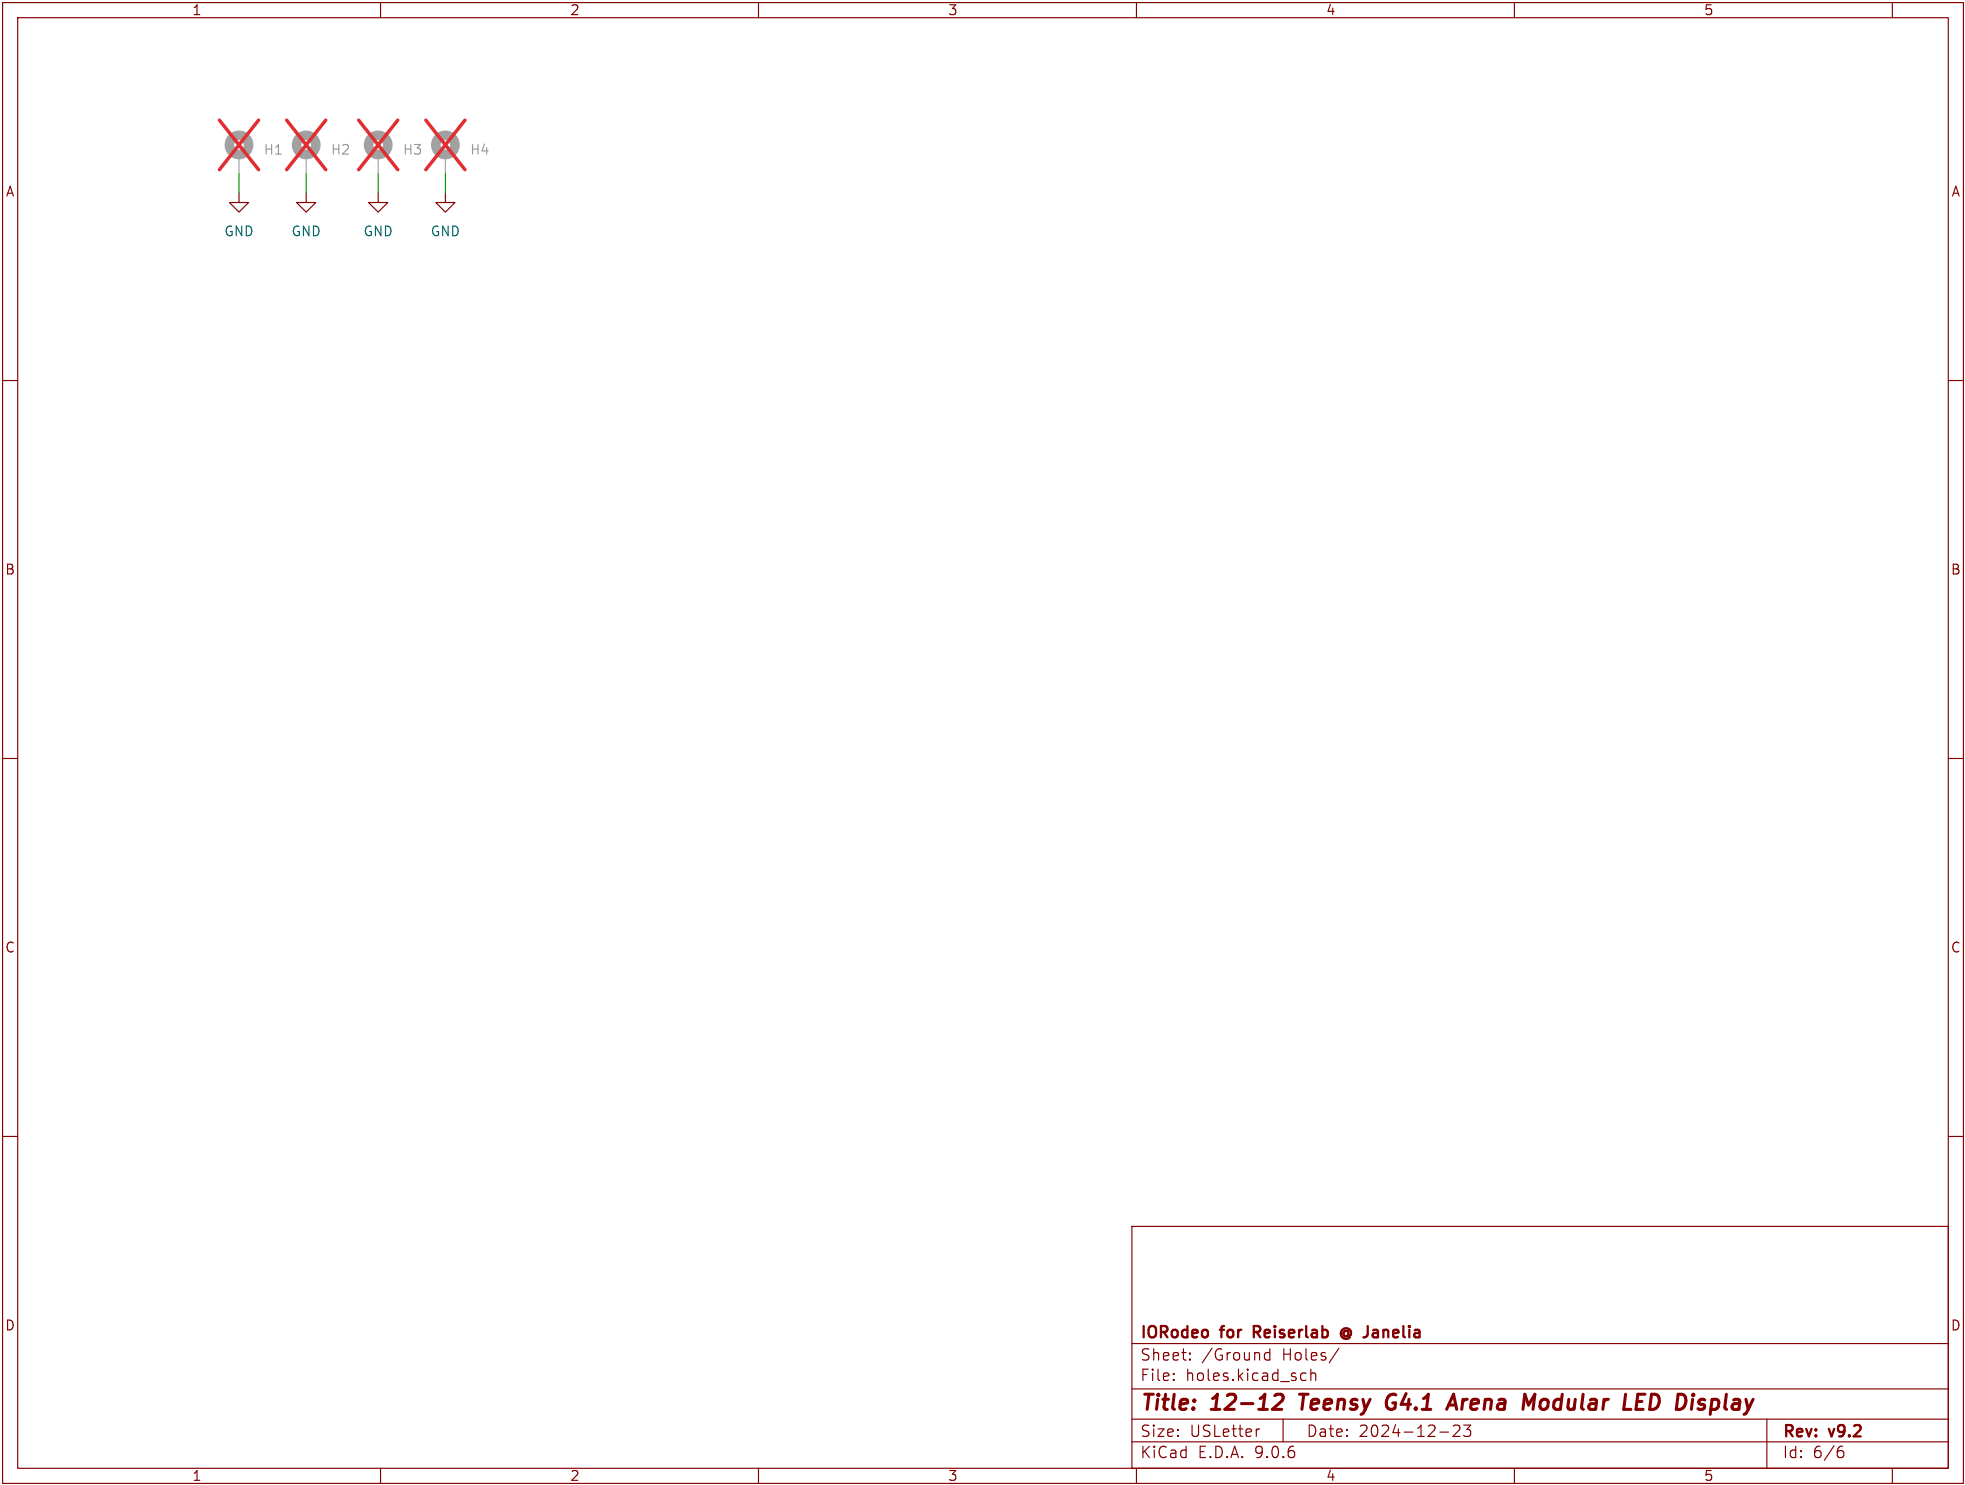 1 2 3 4 5
H1 H2 H3 H4
A A
GND GND GND GND
B B
C C
D D
IORodeo for Reiserlab @ Janelia
Sheet: /Ground Holes/
File: holes.kicad_sch
Title: 12-12 Teensy G4.1 Arena Modular LED Display
Size: USLetter Date: 2024-12-23 Rev: v9.2
KiCad E.D.A. 9.0.6 Id: 6/6
1 2 3 4 5